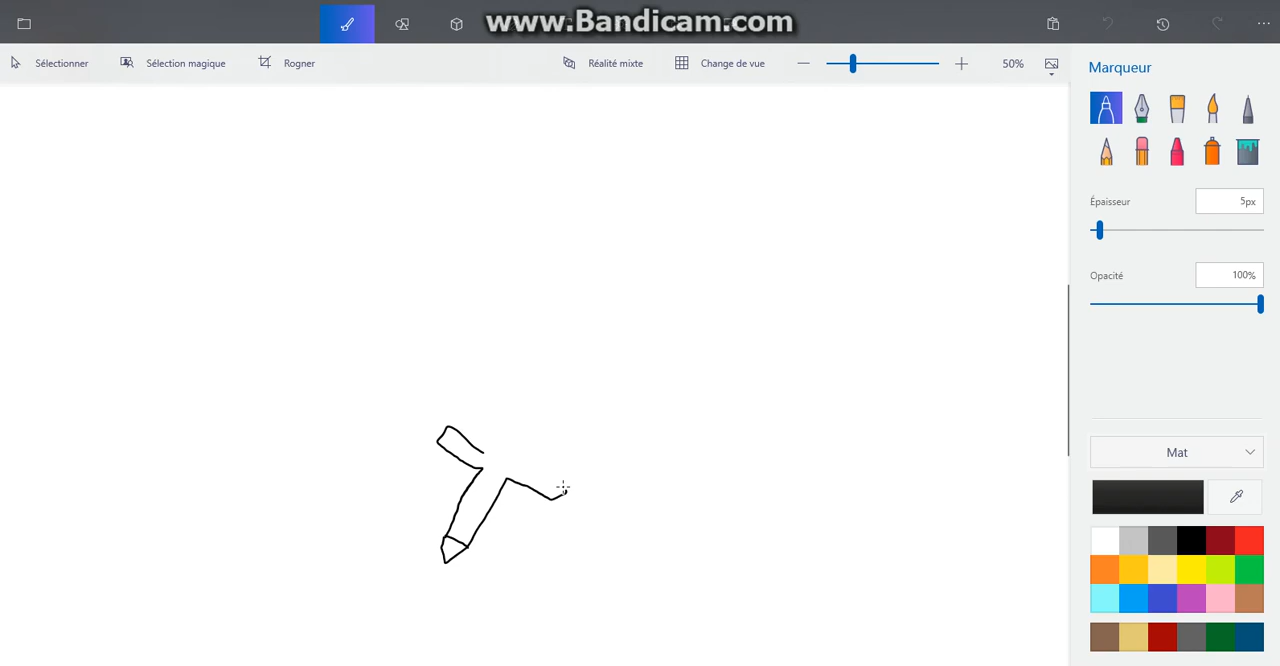 www.Bandicam.com
Sélectionner Sélection magique Rogner Réalité mixte Change de vue 50%
Marqueur
Épaisseur 5px
Opacité 100%
Mat